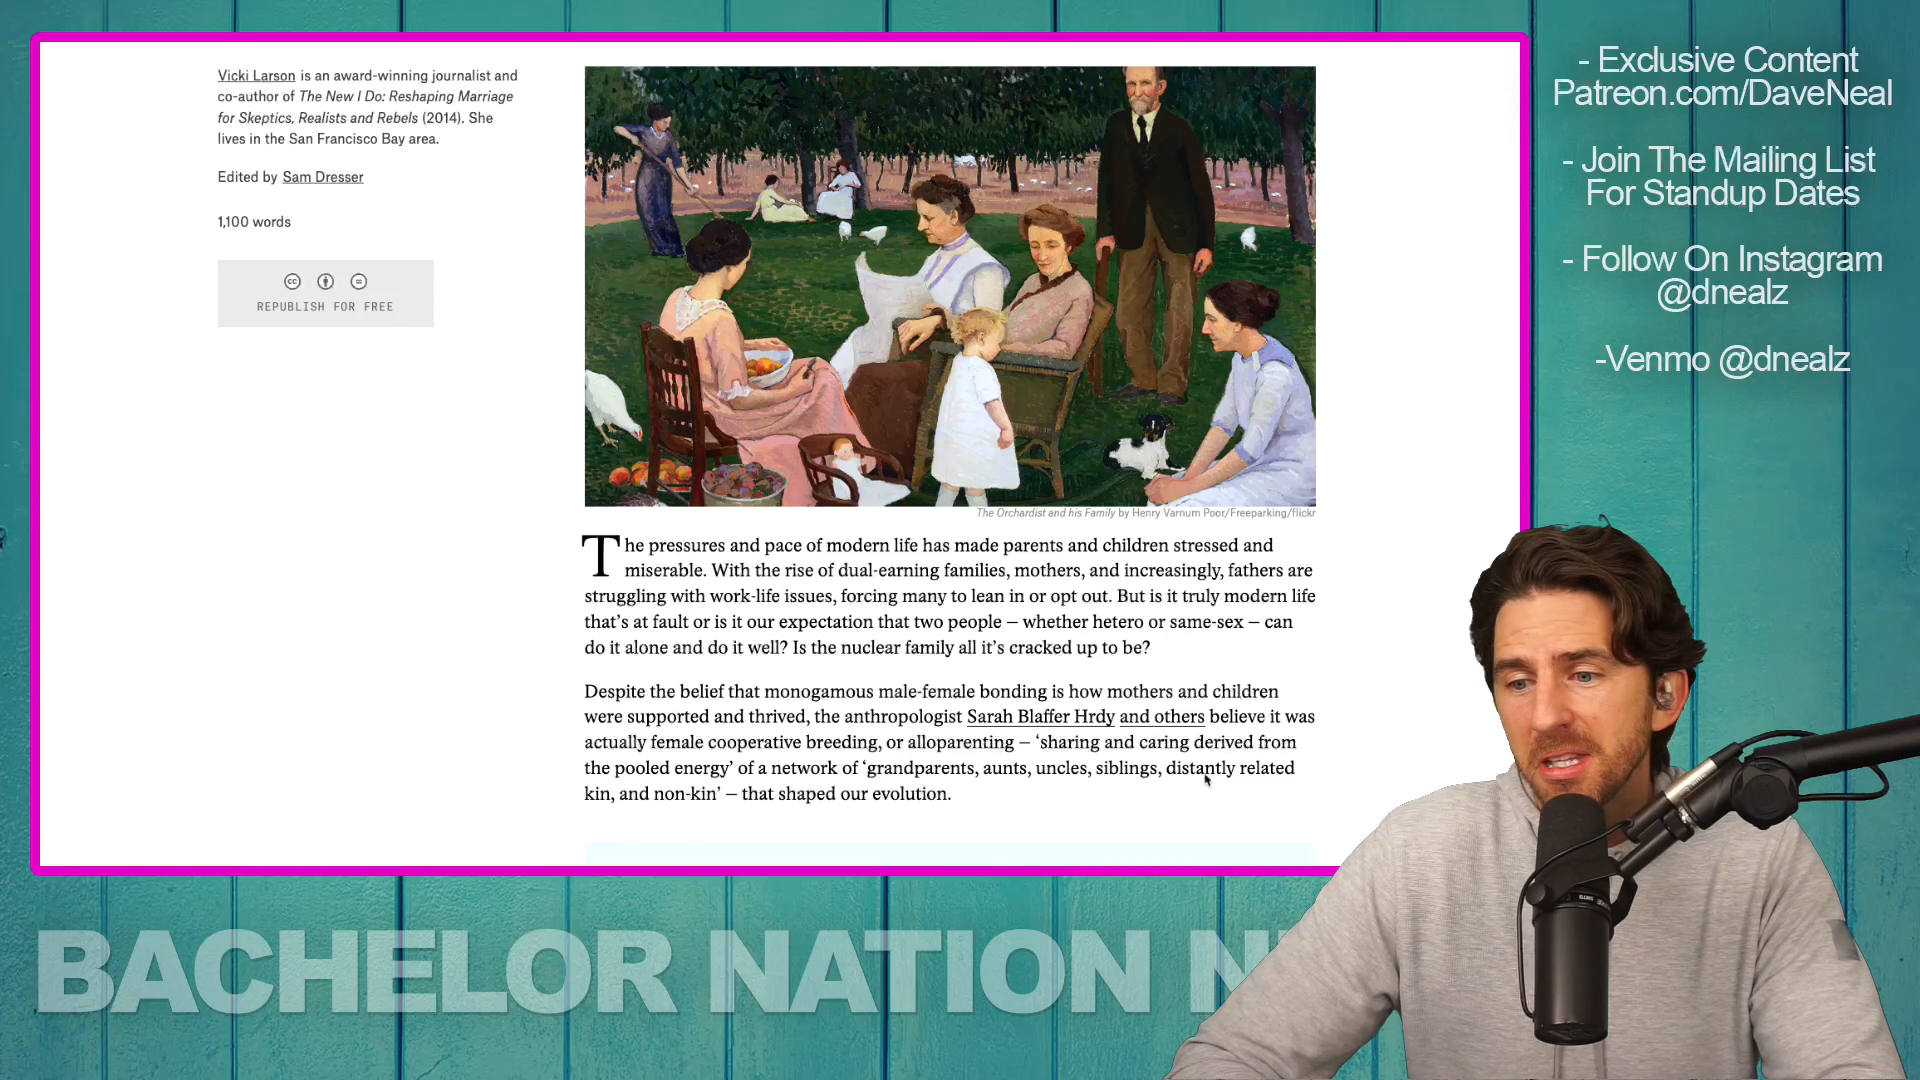 Vicki Larson is an award-winning journalist and
co-author of The New I Do: Reshaping Marriage
for Skeptics, Realists and Rebels (2014). She
lives in the San Francisco Bay area.
Edited by Sam Dresser
1,100 words
cc
REPUBLISH FOR FREE
The Orchardist and his Family by Henry Varnum Poor/Freeparking/flickr
The pressures and pace of modern life has made parents and children stressed and
miserable. With the rise of dual-earning families, mothers, and increasingly, fathers are
struggling with work-life issues, forcing many to lean in or opt out. But is it truly modern life
that’s at fault or is it our expectation that two people – whether hetero or same-sex – can
do it alone and do it well? Is the nuclear family all it’s cracked up to be?
Despite the belief that monogamous male-female bonding is how mothers and children
were supported and thrived, the anthropologist Sarah Blaffer Hrdy and others believe it was
actually female cooperative breeding, or alloparenting – ‘sharing and caring derived from
the pooled energy’ of a network of ‘grandparents, aunts, uncles, siblings, distantly related
kin, and non-kin’ – that shaped our evolution.
- Exclusive Content
Patreon.com/DaveNeal
- Join The Mailing List
For Standup Dates
- Follow On Instagram
@dnealz
-Venmo @dnealz
BACHELOR NATION N